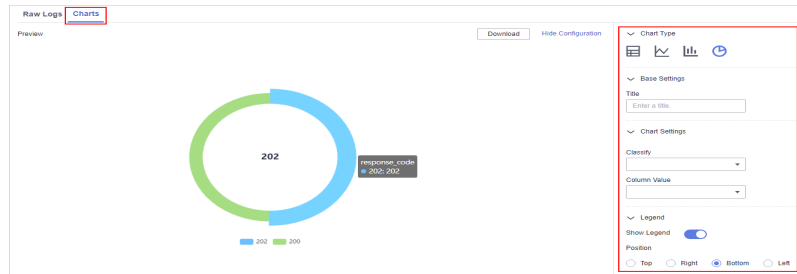 Raw Logs Charts
Preview
Download Hide Configuration
202
response_code
202: 202
202 200
Chart Type
Base Settings
Title
Enter a title.
Chart Settings
Classify
Column Value
Legend
Show Legend
Position
Top Right Bottom Left